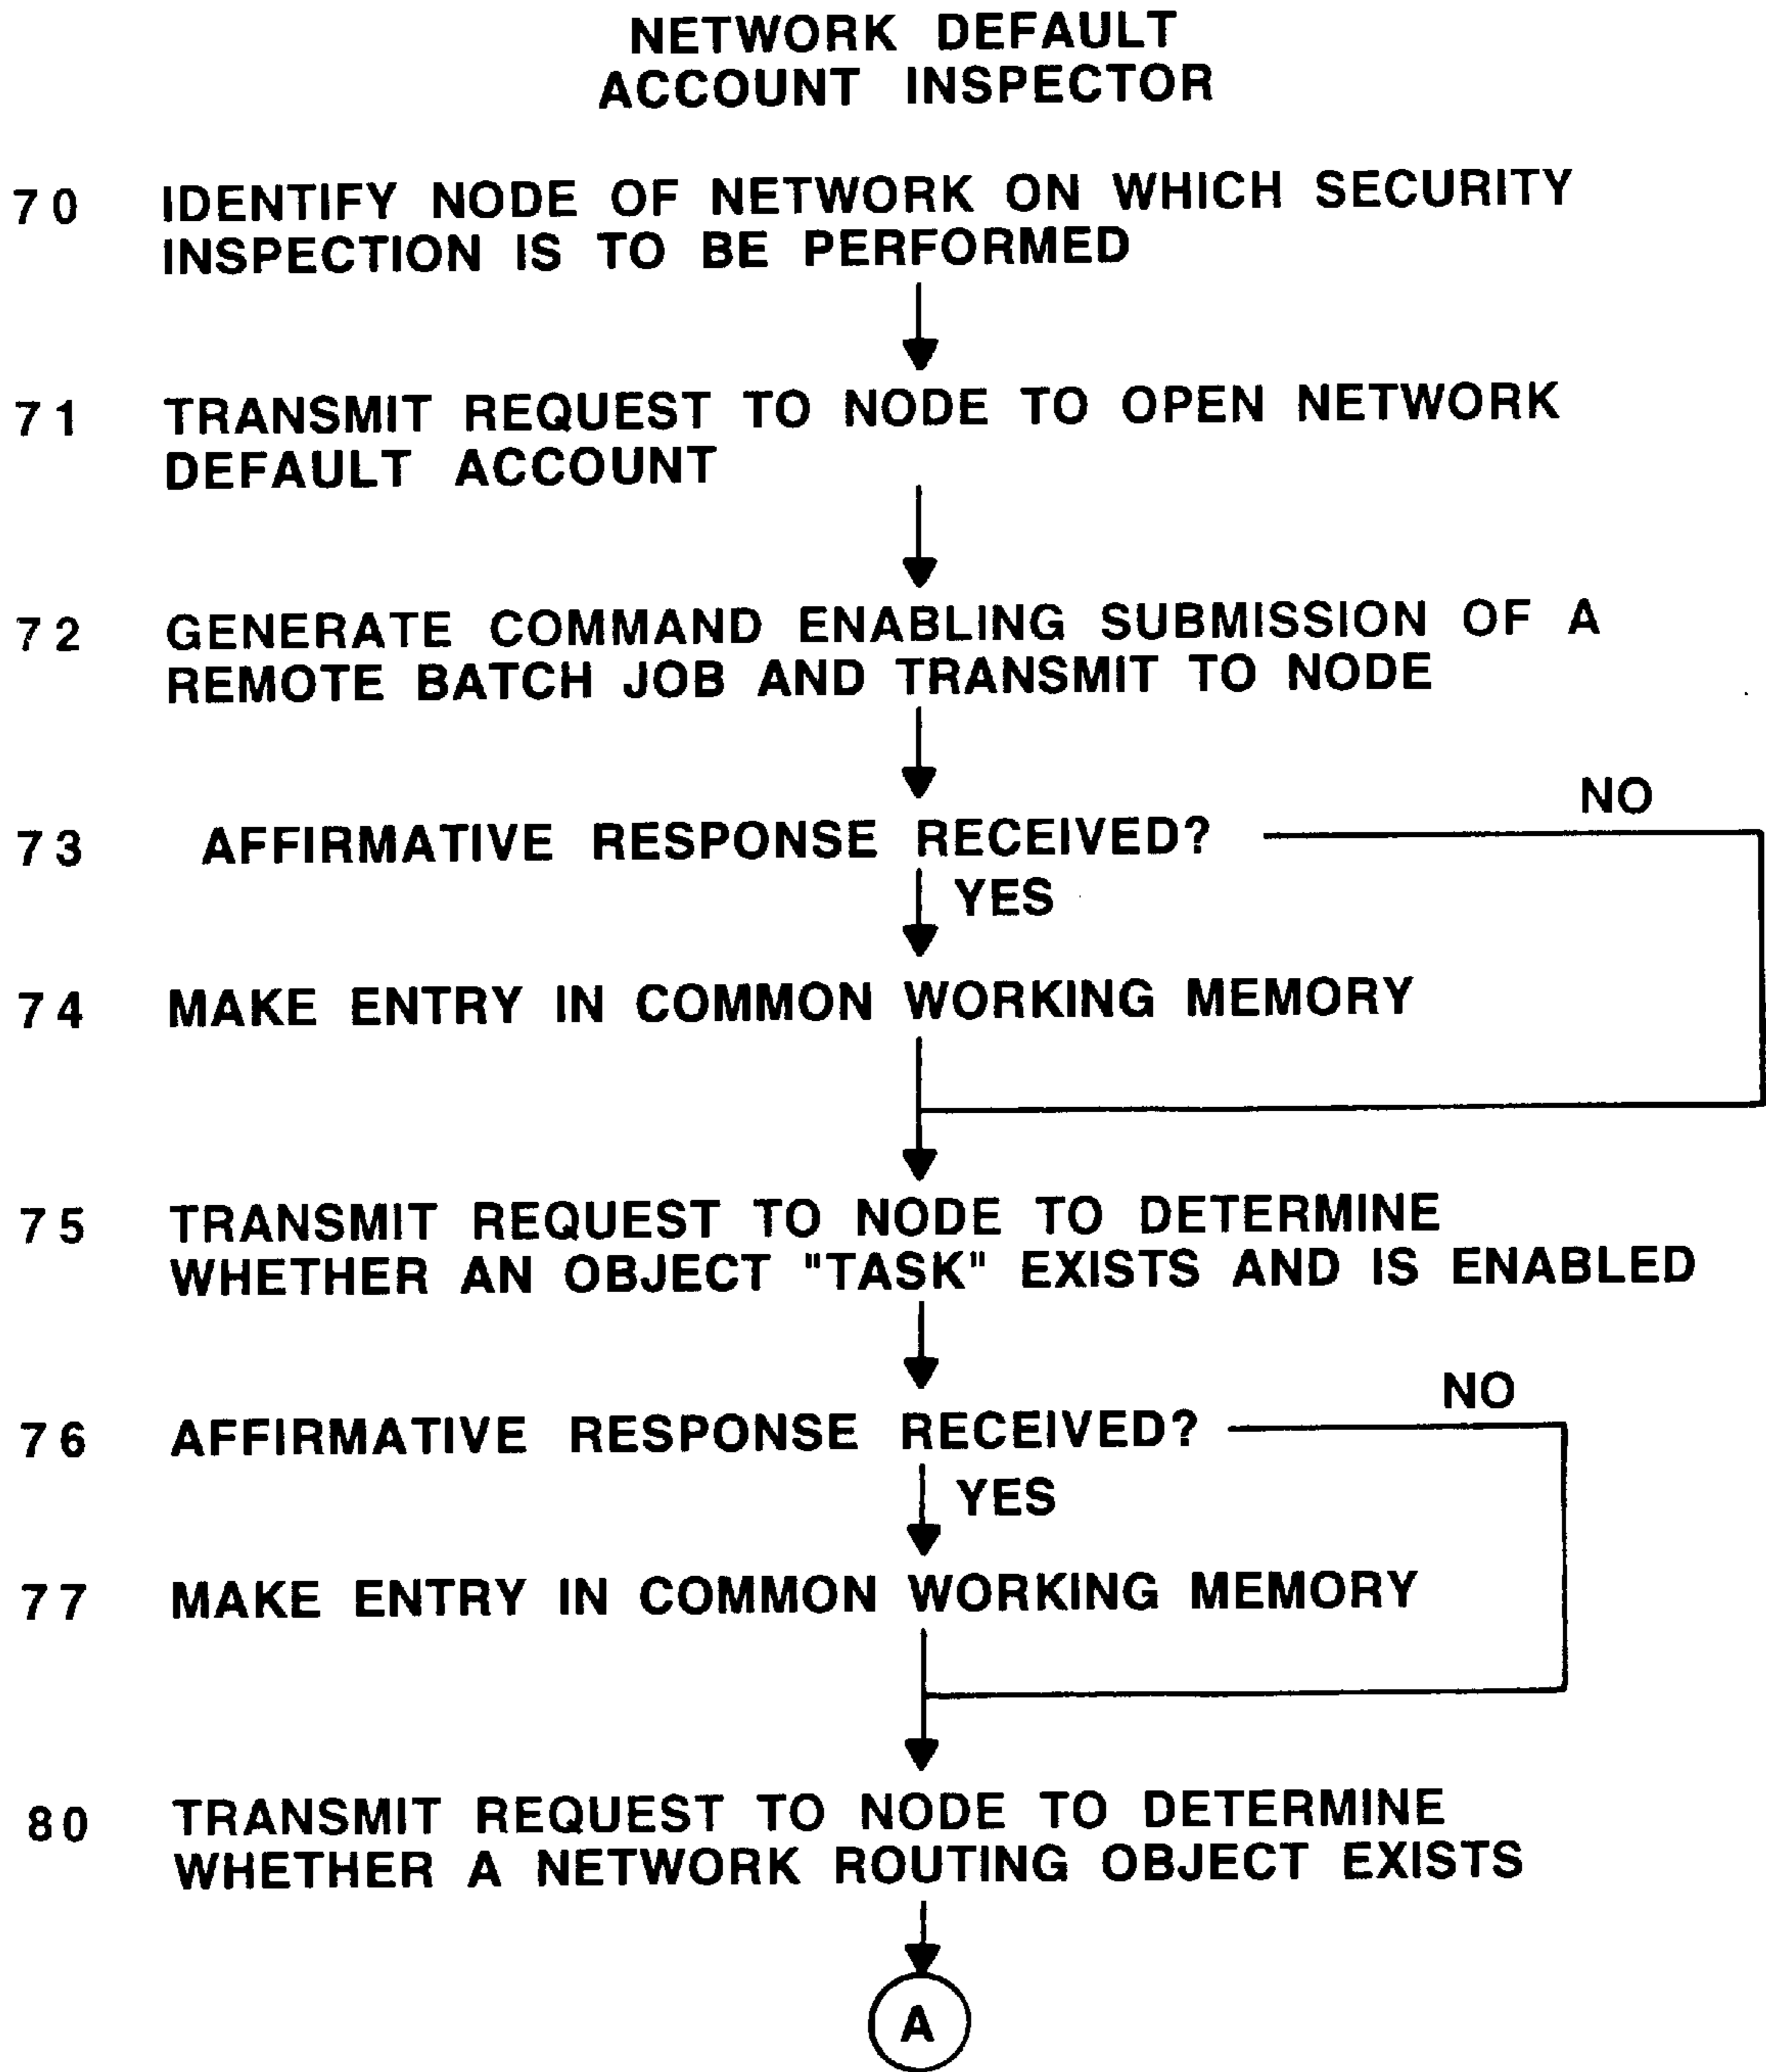 NETWORK DEFAULT
ACCOUNT INSPECTOR
70 IDENTIFY NODE OF NETWORK ON WHICH SECURITY
INSPECTION IS TO BE PERFORMED
71 TRANSMIT REQUEST TO NODE TO OPEN NETWORK
DEFAULT ACCOUNT
72 GENERATE COMMAND ENABLING SUBMISSION OF A
REMOTE BATCH JOB AND TRANSMIT TO NODE
NO
73 AFFIRMATIVE RESPONSE RECEIVED?
YES
74 MAKE ENTRY IN COMMON WORKING MEMORY
75 TRANSMIT REQUEST TO NODE TO DETERMINE
WHETHER AN OBJECT "TASK" EXISTS AND IS ENABLED
NO
76 AFFIRMATIVE RESPONSE RECEIVED?
YES
77 MAKE ENTRY IN COMMON WORKING MEMORY
80 TRANSMIT REQUEST TO NODE TO DETERMINE
WHETHER A NETWORK ROUTING OBJECT EXISTS
A